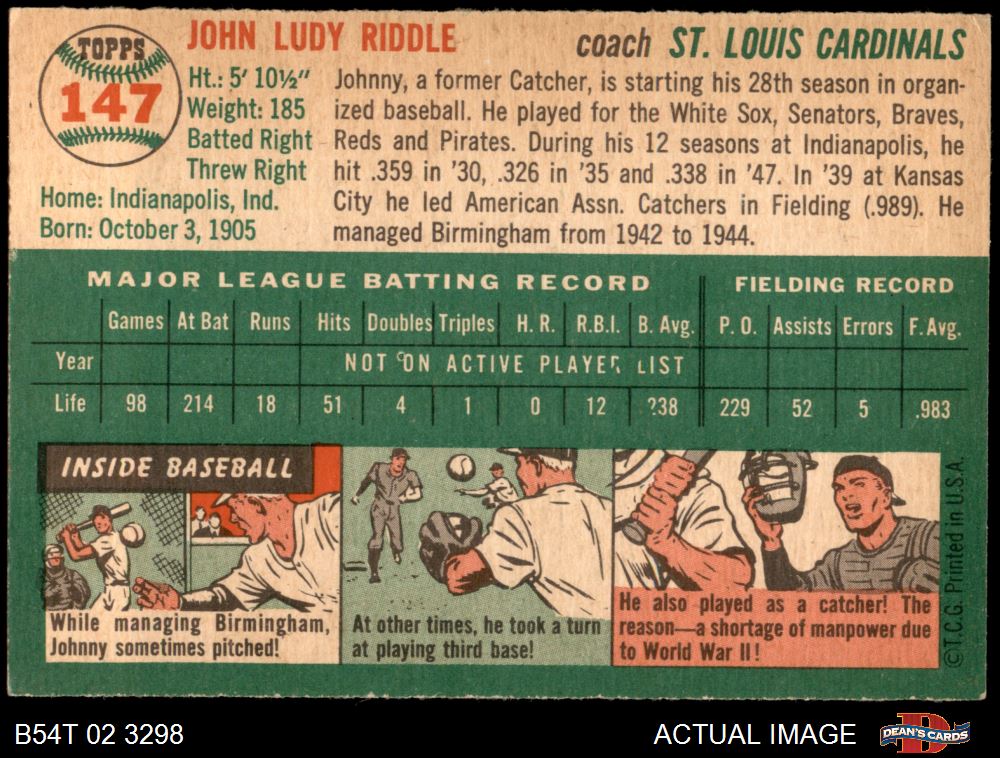 TOPPS
147
JOHN LUDY RIDDLE
coach ST. LOUIS CARDINALS
Ht.: 5' 10½"
Weight: 185
Batted Right
Threw Right
Home: Indianapolis, Ind.
Born: October 3, 1905
Johnny, a former Catcher, is starting his 28th season in organ-
ized baseball. He played for the White Sox, Senators, Braves,
Reds and Pirates. During his 12 seasons at Indianapolis, he
hit .359 in '30, .326 in '35 and .338 in '47. In '39 at Kansas
City he led American Assn. Catchers in Fielding (.989). He
managed Birmingham from 1942 to 1944.
MAJOR LEAGUE BATTING RECORD FIELDING RECORD
Games At Bat Runs Hits Doubles Triples H. R. R.B.I. B. Avg. P. O. Assists Errors F. Avg.
Year NOT ON ACTIVE PLAYER LIST
Life 98 214 18 51 4 1 0 12 .238 229 52 5 .983
INSIDE BASEBALL
While managing Birmingham,
Johnny sometimes pitched!
At other times, he took a turn
at playing third base!
He also played as a catcher! The
reason—a shortage of manpower due
to World War II!
©T.C.G. Printed in U.S.A.
B54T 02 3298 ACTUAL IMAGE DEAN'S CARDS